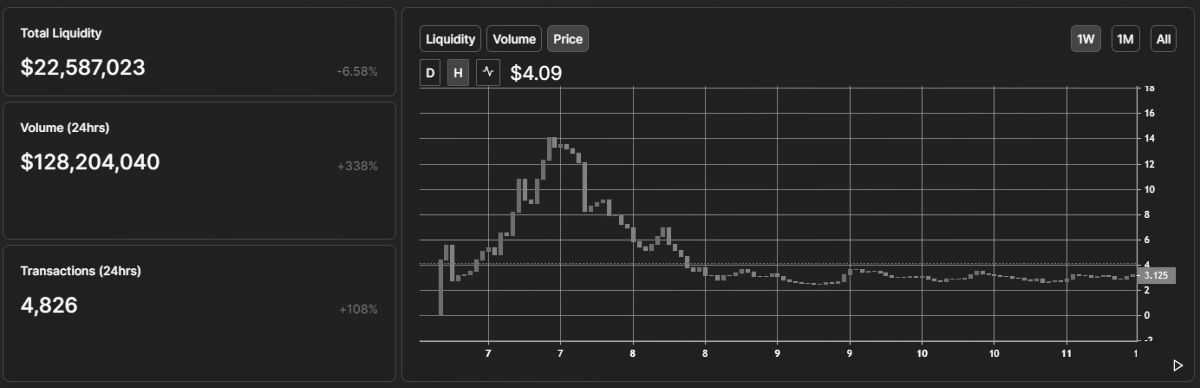 Total Liquidity
$22,587,023
-6.58%
Volume (24hrs)
$128,204,040
+338%
Transactions (24hrs)
4,826
+108%
Liquidity Volume Price
1W 1M All
D H $4.09
18
16
14
12
10
8
6
4
3.125
2
0
-2
7 7 8 8 9 9 10 10 11 1